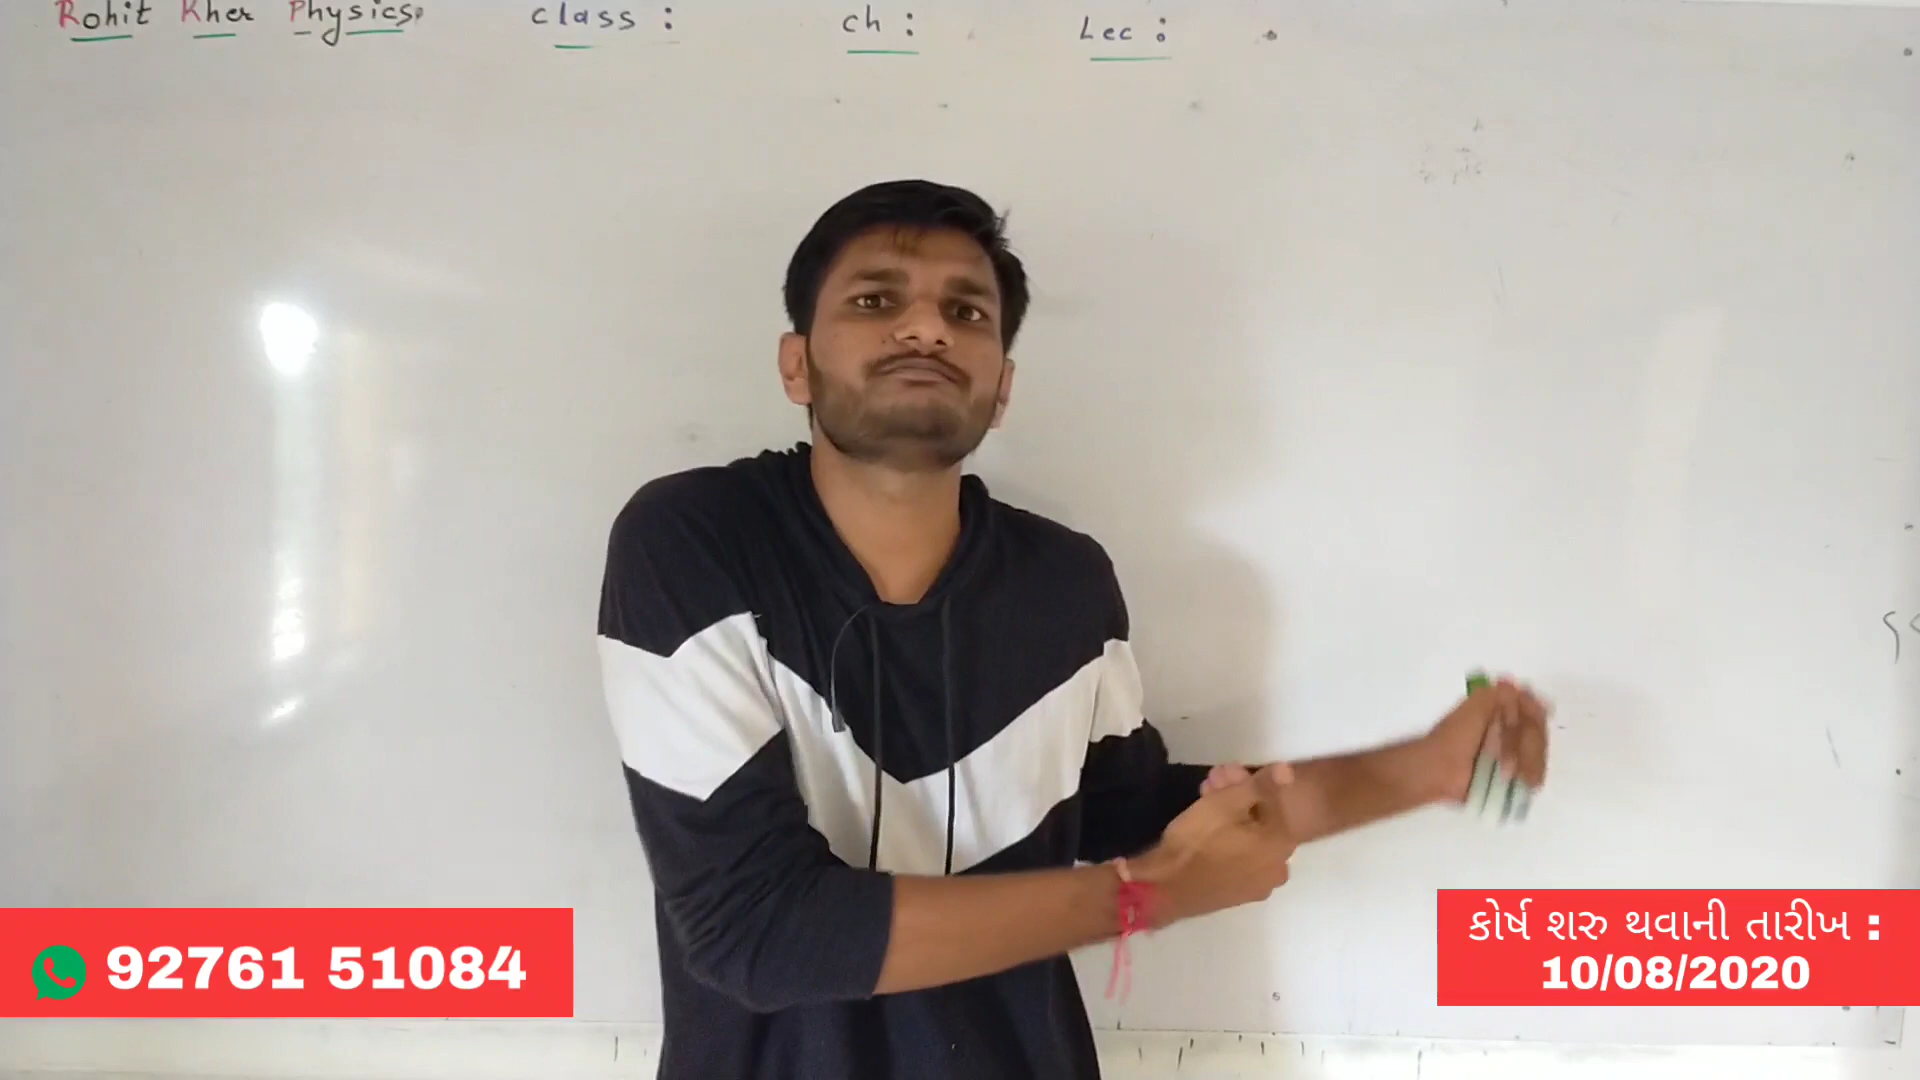 Rohit Kher Physics. class : ch : Lec :
92761 51084
કોર્ષ શરુ થવાની તારીખ :
10/08/2020